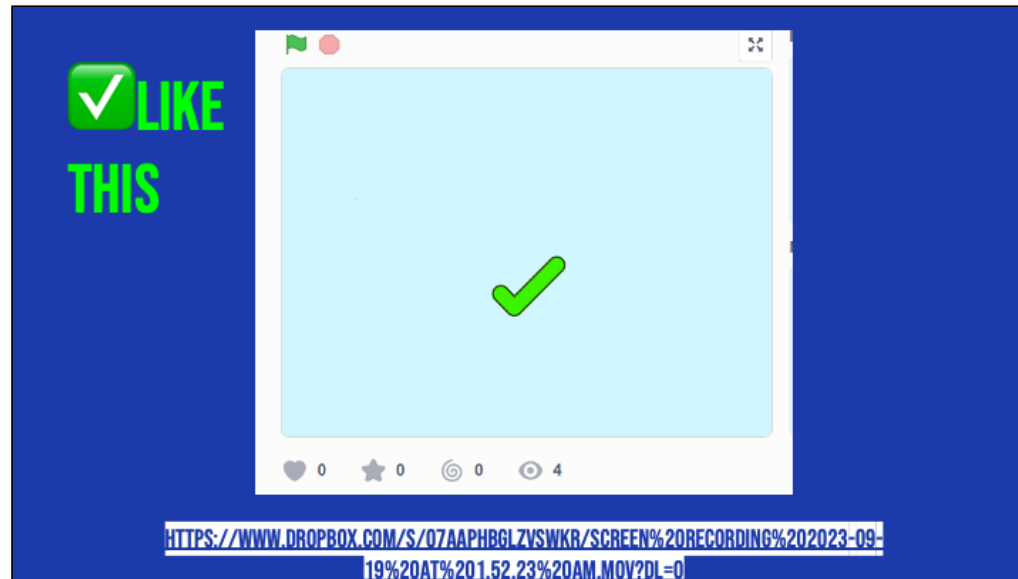 ✅LIKE
THIS
0 0 0 4
HTTPS://WWW.DROPBOX.COM/S/O7AAPHBGLZVSWKR/SCREEN%20RECORDING%202023-09-
19%20AT%201.52.23%20AM.MOV?DL=0